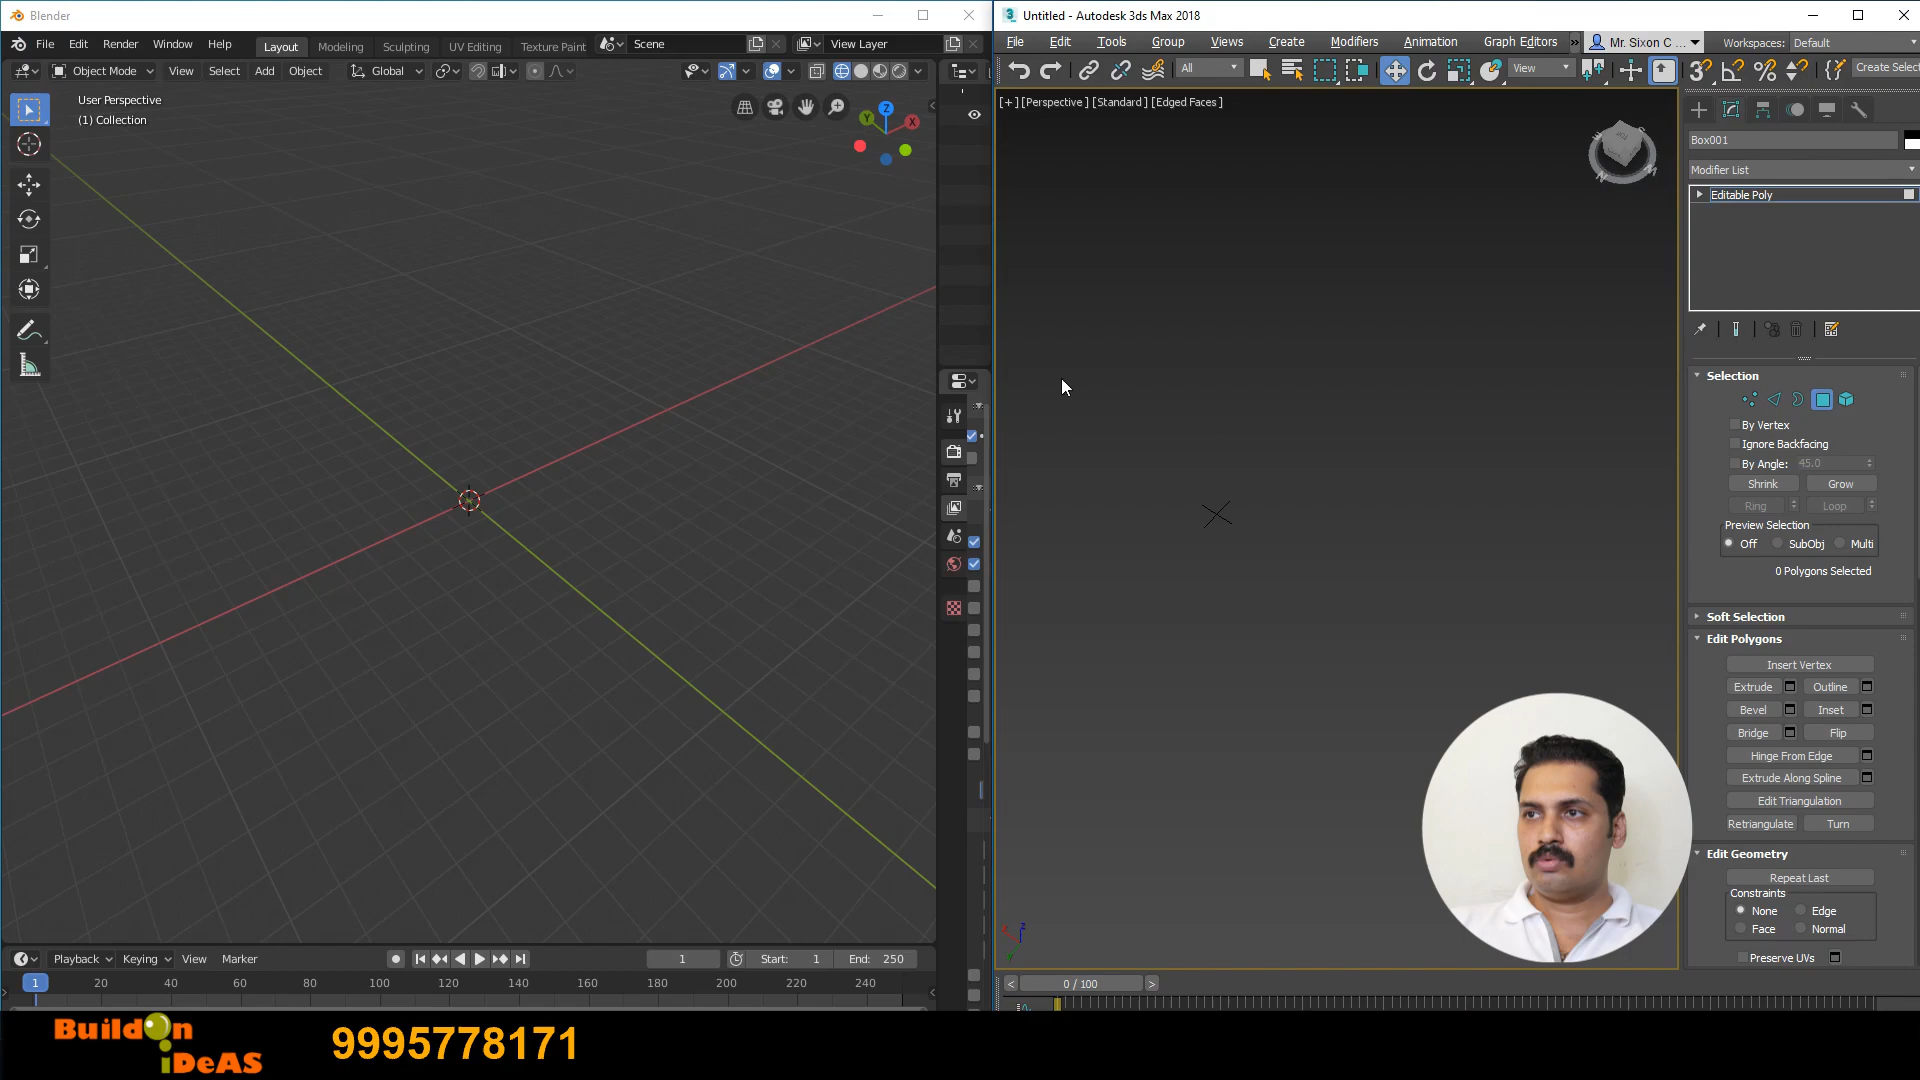 Blender
File Edit Render Window Help Layout Modeling Sculpting UV Editing Texture Paint Scene View Layer
Object Mode View Select Add Object Global
User Perspective
(1) Collection
Z
Y
X
Playback Keying View Marker 1 Start: 1 End: 250
1 20 40 60 80 100 120 140 160 180 200 220 240
Untitled - Autodesk 3ds Max 2018
File Edit Tools Group Views Create Modifiers Animation Graph Editors » Mr. Sixon C ... Workspaces: Default
All View Create Select
[+] [Perspective] [Standard] [Edged Faces]
Box001
Modifier List
Editable Poly
Selection
By Vertex
Ignore Backfacing
By Angle: 45.0
Shrink Grow
Ring Loop
Preview Selection
Off SubObj Multi
0 Polygons Selected
Soft Selection
Edit Polygons
Insert Vertex
Extrude Outline
Bevel Inset
Bridge Flip
Hinge From Edge
Extrude Along Spline
Edit Triangulation
Retriangulate Turn
Edit Geometry
Repeat Last
Constraints
None Edge
Face Normal
Preserve UVs
< 0 / 100 >
BuildOn
iDeAS
9995778171